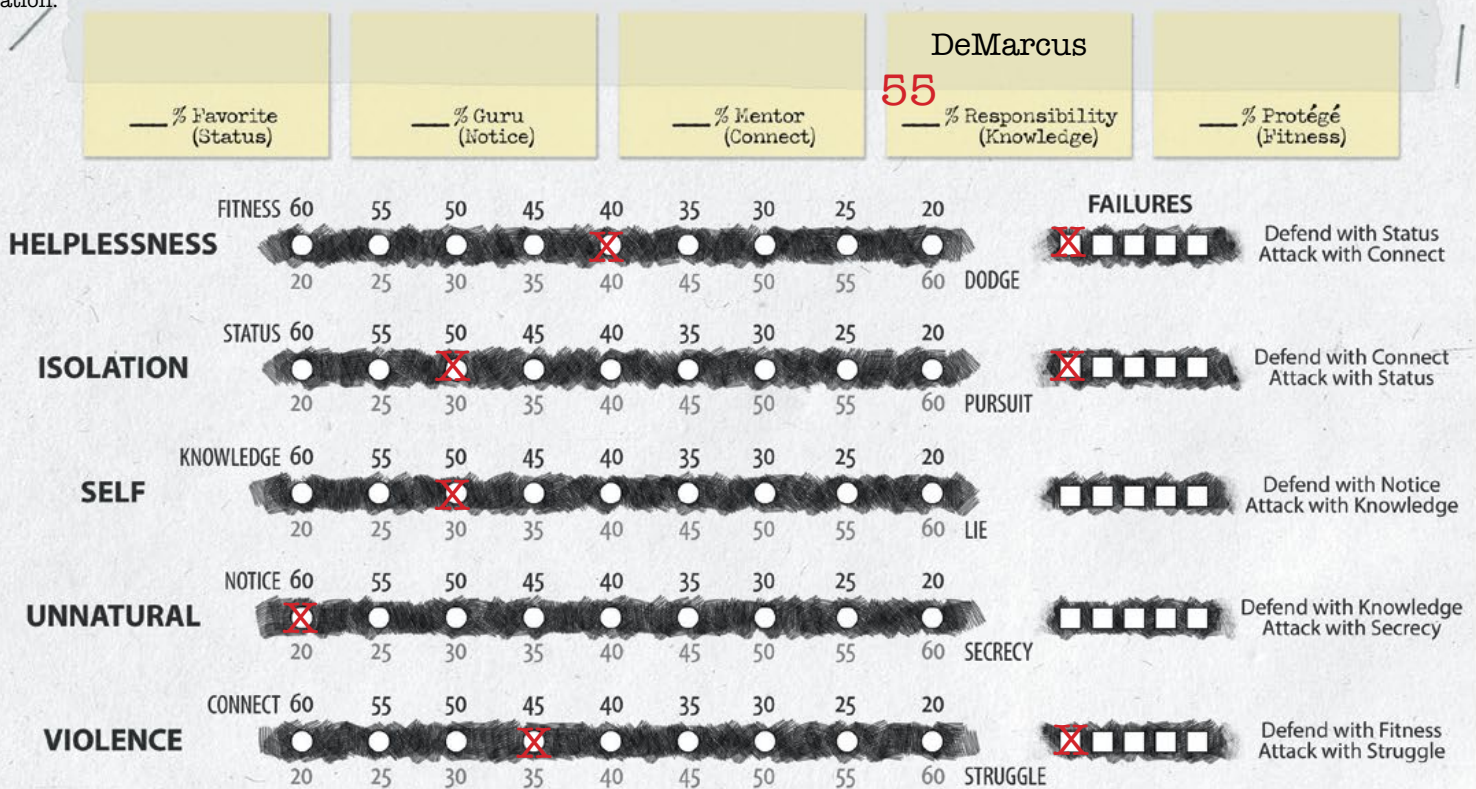 ation.
DeMarcus
55
___ % Favorite
(Status)
___ % Guru
(Notice)
___ % Mentor
(Connect)
___ % Responsibility
(Knowledge)
___ % Protégé
(Fitness)
FITNESS 60 55 50 45 40 35 30 25 20
FAILURES
HELPLESSNESS
X X
Defend with Status
Attack with Connect
20 25 30 35 40 45 50 55 60 DODGE
STATUS 60 55 50 45 40 35 30 25 20
ISOLATION
X X
Defend with Connect
Attack with Status
20 25 30 35 40 45 50 55 60 PURSUIT
KNOWLEDGE 60 55 50 45 40 35 30 25 20
SELF
X
Defend with Notice
Attack with Knowledge
20 25 30 35 40 45 50 55 60 LIE
NOTICE 60 55 50 45 40 35 30 25 20
UNNATURAL
X
Defend with Knowledge
Attack with Secrecy
20 25 30 35 40 45 50 55 60 SECRECY
CONNECT 60 55 50 45 40 35 30 25 20
VIOLENCE
X X
Defend with Fitness
Attack with Struggle
20 25 30 35 40 45 50 55 60 STRUGGLE